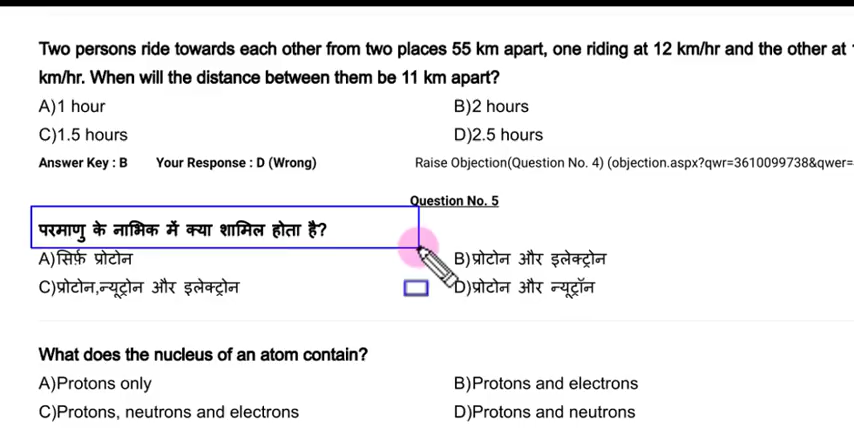 Two persons ride towards each other from two places 55 km apart, one riding at 12 km/hr and the other at
km/hr. When will the distance between them be 11 km apart?
A)1 hour B)2 hours
C)1.5 hours D)2.5 hours
Answer Key : B Your Response : D (Wrong) Raise Objection(Question No. 4) (objection.aspx?qwr=3610099738&qwer=
Question No. 5
परमाणु के नाभिक में क्या शामिल होता है?
A)सिर्फ़ प्रोटोन B)प्रोटोन और इलेक्ट्रोन
C)प्रोटोन,न्यूट्रोन और इलेक्ट्रोन D)प्रोटोन और न्यूट्रॉन
What does the nucleus of an atom contain?
A)Protons only B)Protons and electrons
C)Protons, neutrons and electrons D)Protons and neutrons